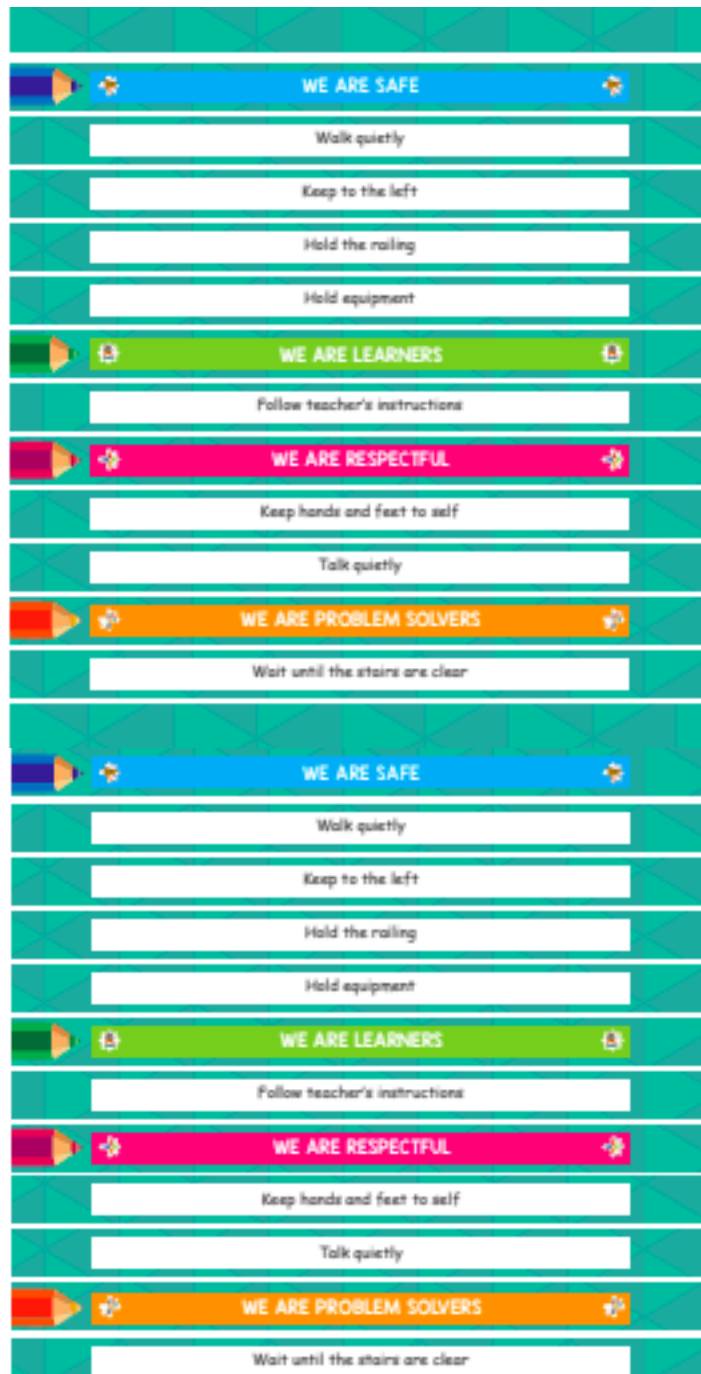 WE ARE SAFE
Walk quietly
Keep to the left
Hold the railing
Hold equipment
WE ARE LEARNERS
Follow teacher's instructions
WE ARE RESPECTFUL
Keep hands and feet to self
Talk quietly
WE ARE PROBLEM SOLVERS
Wait until the stairs are clear
WE ARE SAFE
Walk quietly
Keep to the left
Hold the railing
Hold equipment
WE ARE LEARNERS
Follow teacher's instructions
WE ARE RESPECTFUL
Keep hands and feet to self
Talk quietly
WE ARE PROBLEM SOLVERS
Wait until the stairs are clear